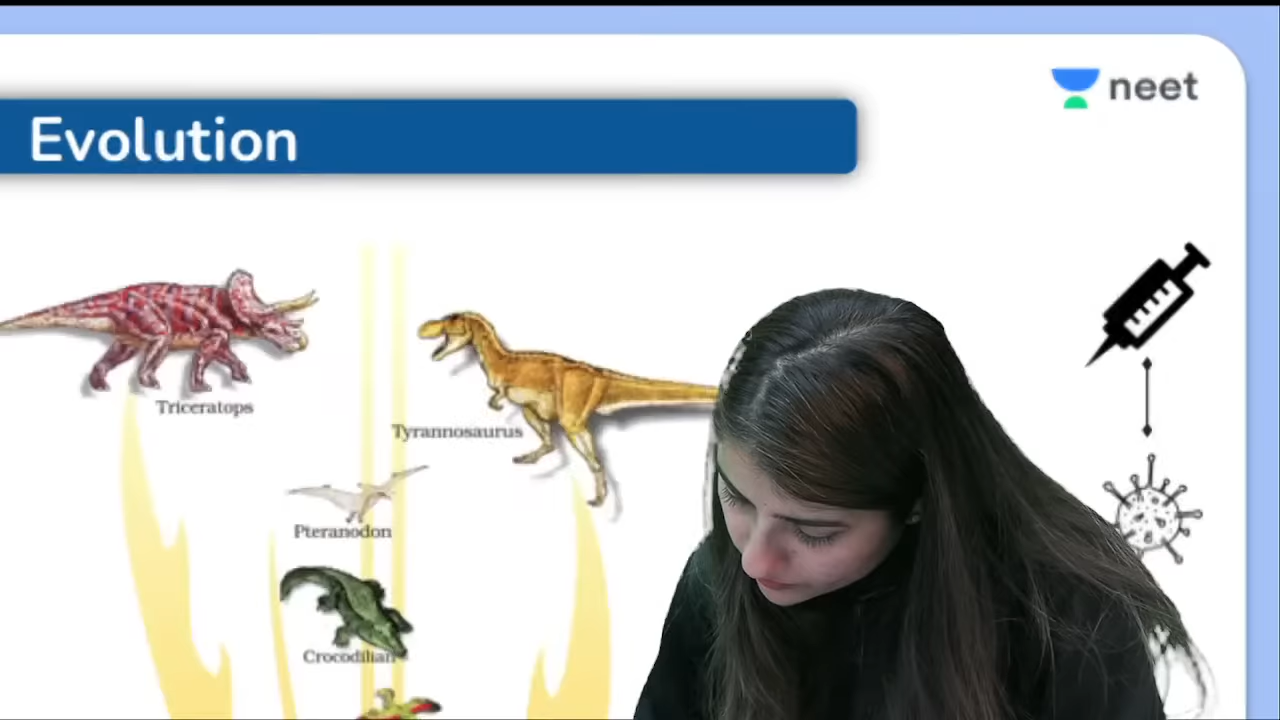 neet
Evolution
Triceratops
Tyrannosaurus
Pteranodon
Crocodilian